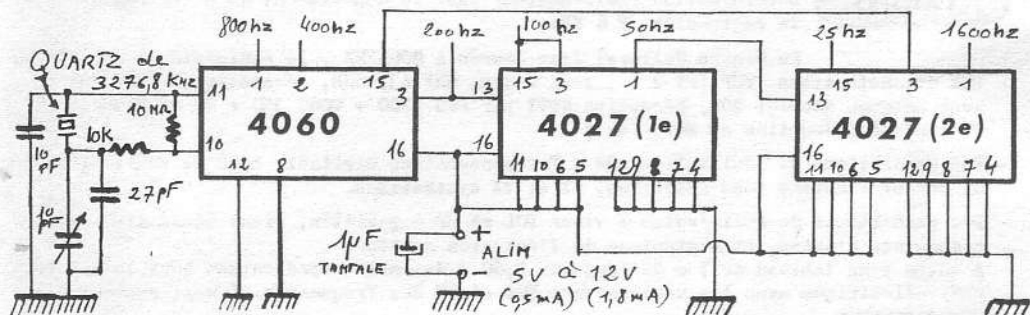 800hz 400hz 200hz 100hz 50hz 25hz 1600hz
QUARTZ de
3276,8 KHz
11 1 2 15 2
10MΩ
10K
10 PF
10 PF
27pF
4060
10 16
12 8
13 15 3 1
4027 (1e)
16 11 10 6 5 12 9 8 7 4
13 15 3 1
4027 (2e)
16 11 10 6 5 12 9 8 7 4
1µF
TANTALE
+
ALIM
-
5V à 12V
(0,5mA) (1,8mA)